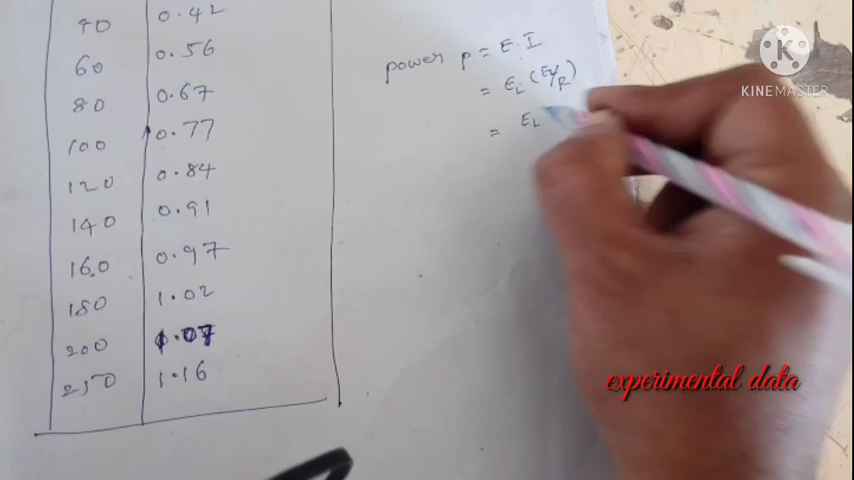 40 0.42
60 0.56
80 0.67
100 0.77
120 0.84
140 0.91
160 0.97
180 1.02
200 1.07
250 1.16
power P = E.I
= EL (EL/R)
= EL
KINEMASTER
experimental data